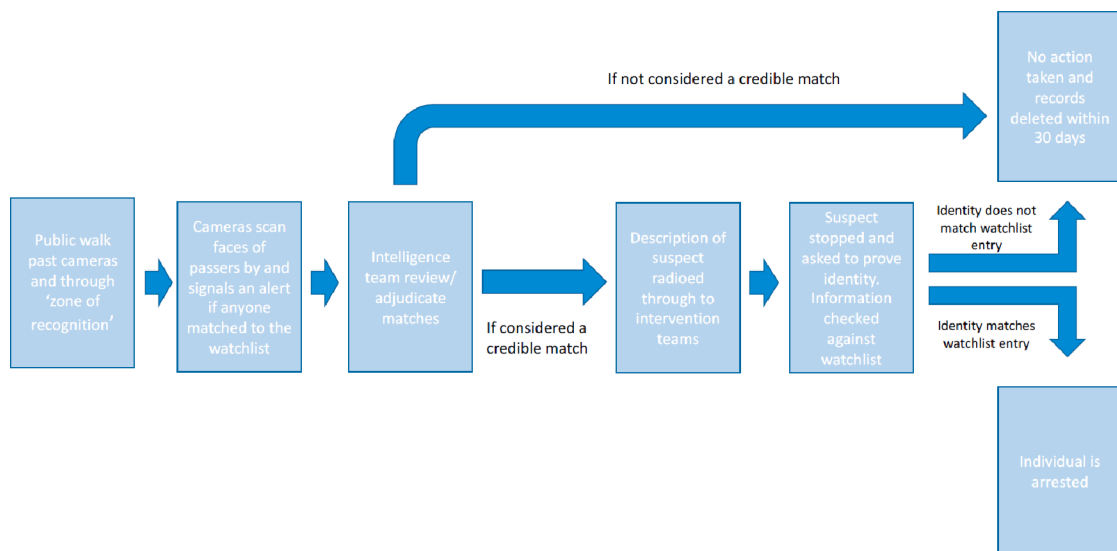 If not considered a credible match
No action
taken and
records
deleted within
30 days
Public walk
past cameras
and through
‘zone of
recognition’
Cameras scan
faces of
passers by and
signals an alert
if anyone
matched to the
watchlist
Intelligence
team review/
adjudicate
matches
If considered a
credible match
Description of
suspect
radioed
through to
intervention
teams
Suspect
stopped and
asked to prove
identity.
Information
checked
against
watchlist
Identity does not
match watchlist
entry
Identity matches
watchlist entry
Individual is
arrested